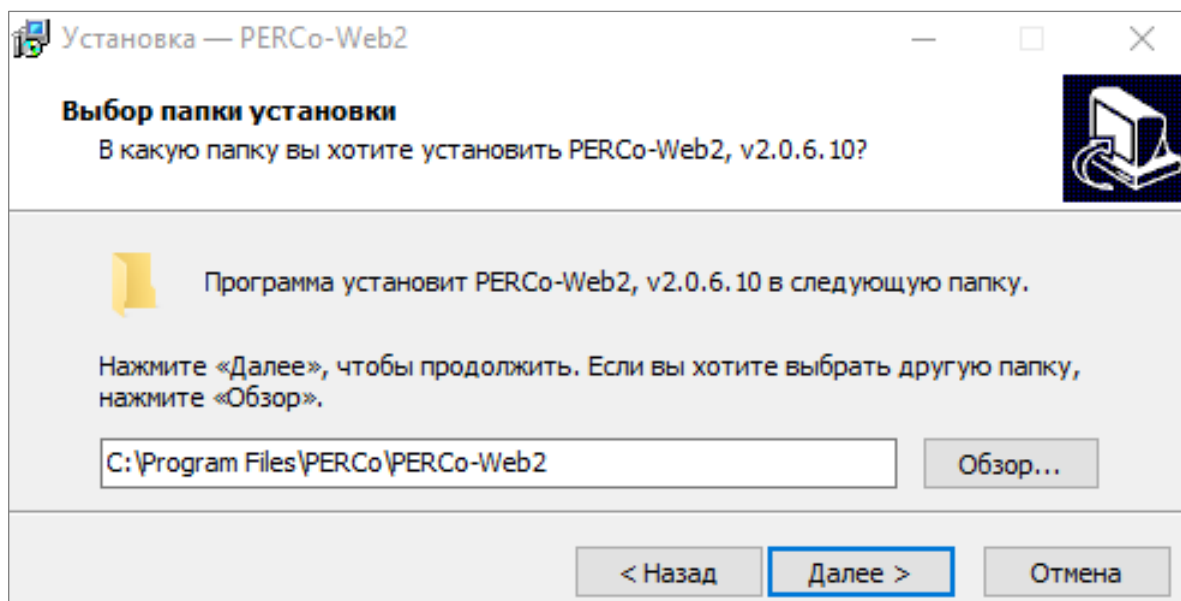 Установка — PERCo-Web2
Выбор папки установки
В какую папку вы хотите установить PERCo-Web2, v2.0.6.10?
Программа установит PERCo-Web2, v2.0.6.10 в следующую папку.
Нажмите «Далее», чтобы продолжить. Если вы хотите выбрать другую папку,
нажмите «Обзор».
C:\Program Files\PERCo\PERCo-Web2
Обзор...
< Назад
Далее >
Отмена